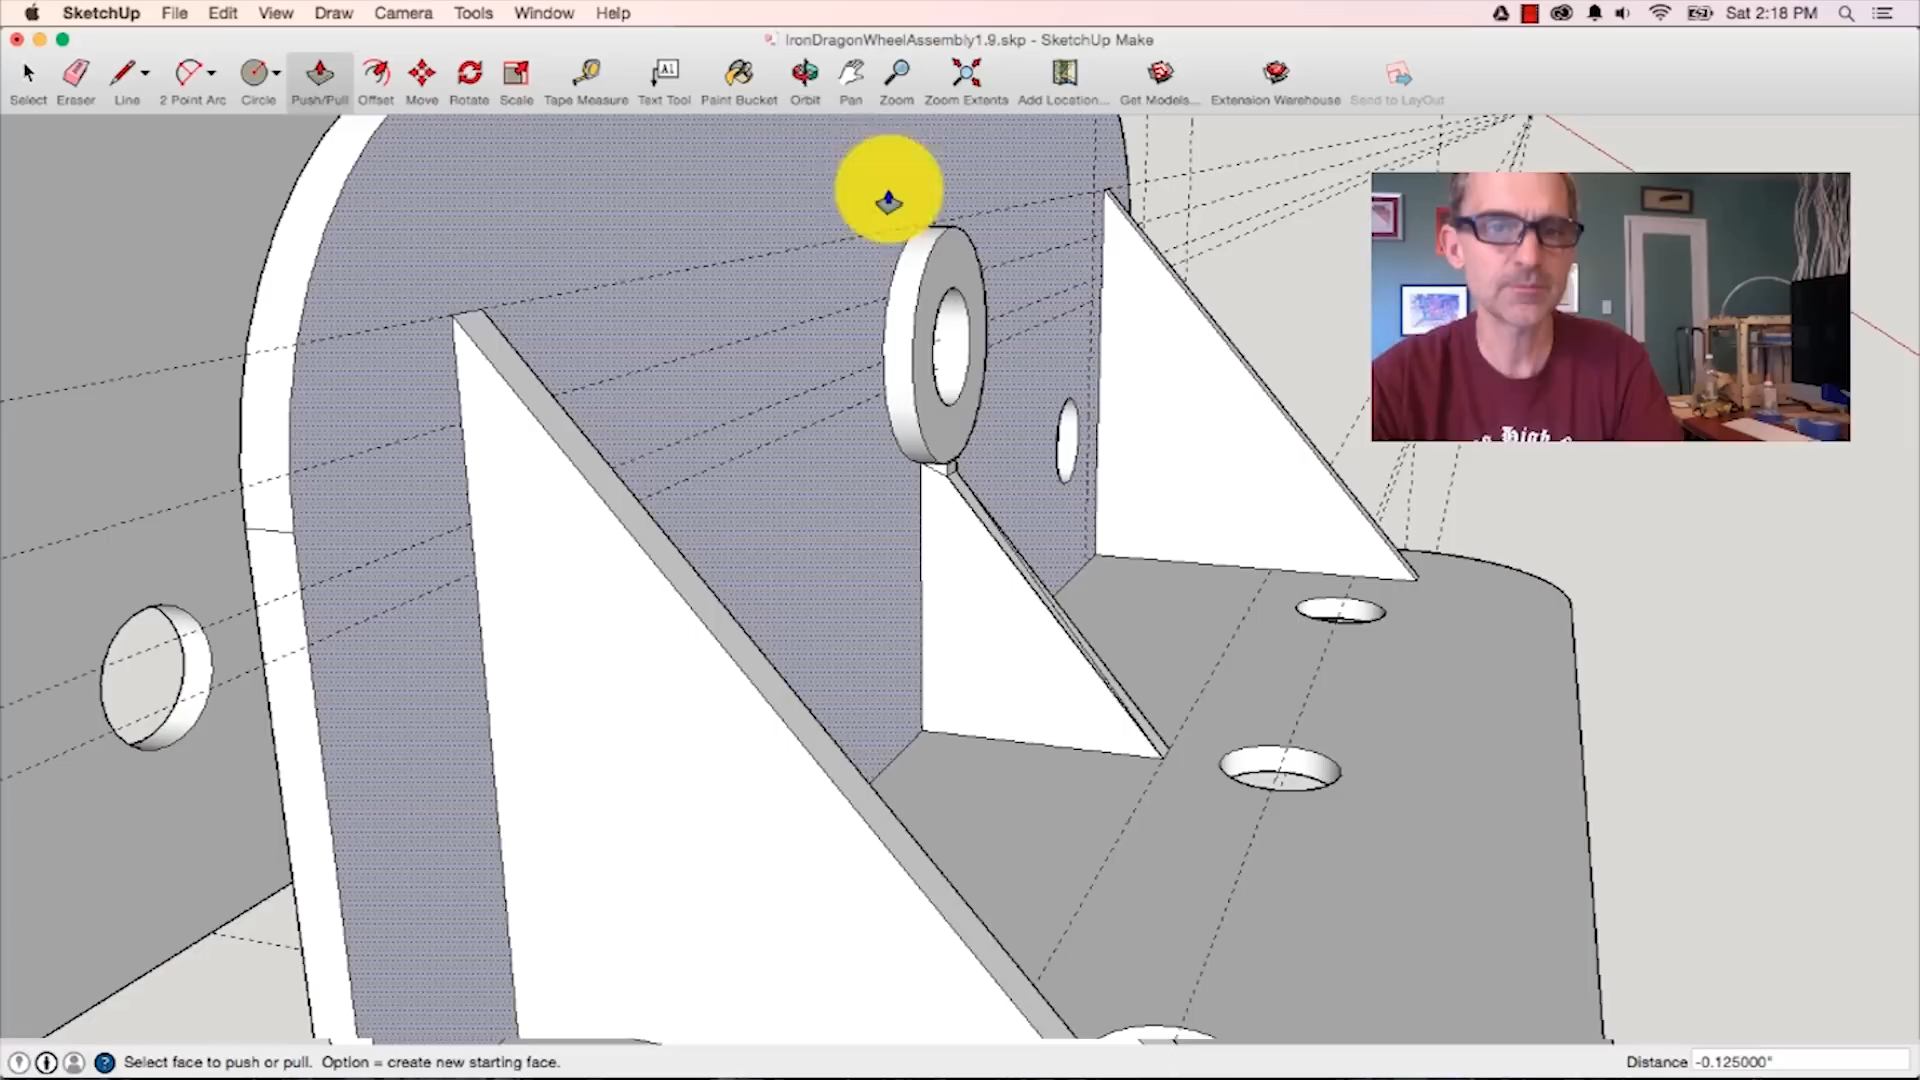 SketchUp File Edit View Draw Camera Tools Window Help Sat 2:18 PM
IronDragonWheelAssembly1.9.skp - SketchUp Make
A1
Select Eraser Line 2 Point Arc Circle Push/Pull Offset Move Rotate Scale Tape Measure Text Tool Paint Bucket Orbit Pan Zoom Zoom Extents Add Location... Get Models... Extension Warehouse Send to LayOut
High
Select face to push or pull. Option = create new starting face. Distance -0.125000"